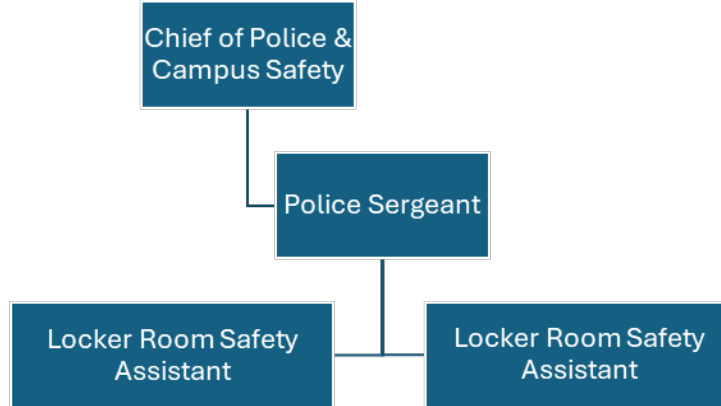 Chief of Police &
Campus Safety
Police Sergeant
Locker Room Safety
Assistant
Locker Room Safety
Assistant